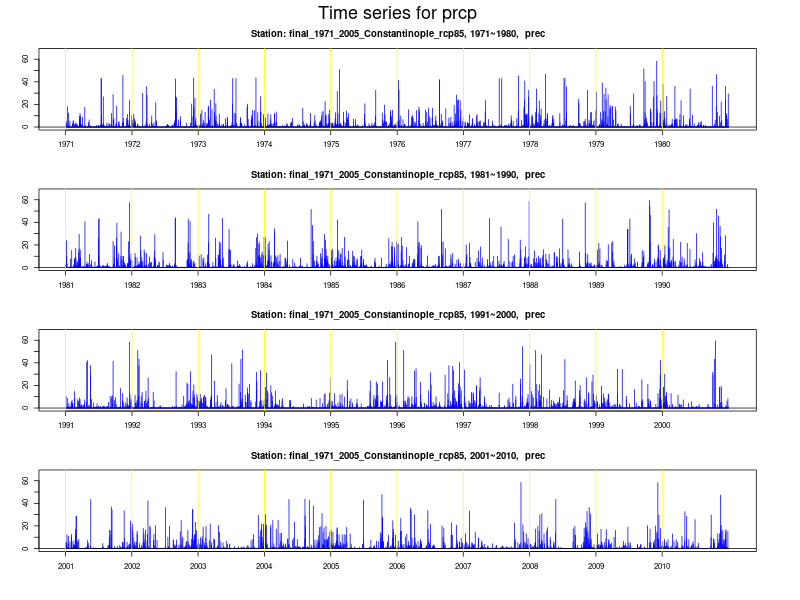 Time series for prcp
Station: final_1971_2005_Constantinople_rcp85, 1971~1980, prec
0 20 40 60
1971 1972 1973 1974 1975 1976 1977 1978 1979 1980
Station: final_1971_2005_Constantinople_rcp85, 1981~1990, prec
0 20 40 60
1981 1982 1983 1984 1985 1986 1987 1988 1989 1990
Station: final_1971_2005_Constantinople_rcp85, 1991~2000, prec
0 20 40 60
1991 1992 1993 1994 1995 1996 1997 1998 1999 2000
Station: final_1971_2005_Constantinople_rcp85, 2001~2010, prec
0 20 40 60
2001 2002 2003 2004 2005 2006 2007 2008 2009 2010